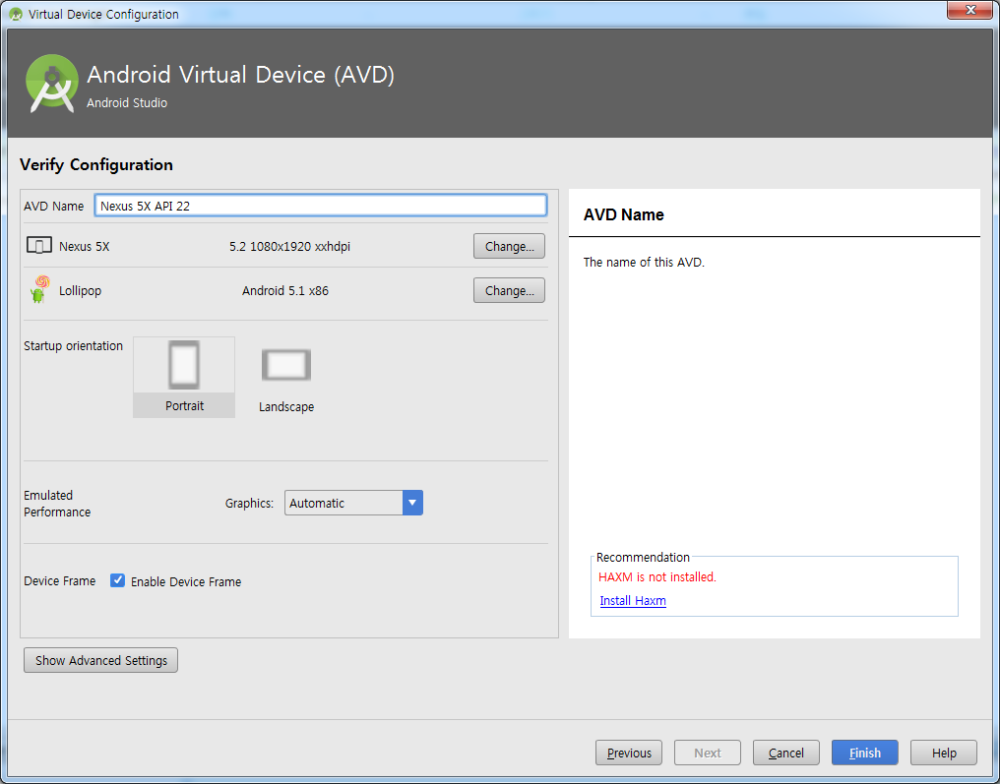 Virtual Device Configuration
Android Virtual Device (AVD)
Android Studio
Verify Configuration
AVD Name Nexus 5X API 22
Nexus 5X 5.2 1080x1920 xxhdpi Change...
Lollipop Android 5.1 x86 Change...
Startup orientation
Portrait
Landscape
Emulated
Performance
Graphics: Automatic
Device Frame Enable Device Frame
Show Advanced Settings
AVD Name
The name of this AVD.
Recommendation
HAXM is not installed.
Install Haxm
Previous Next Cancel Finish Help